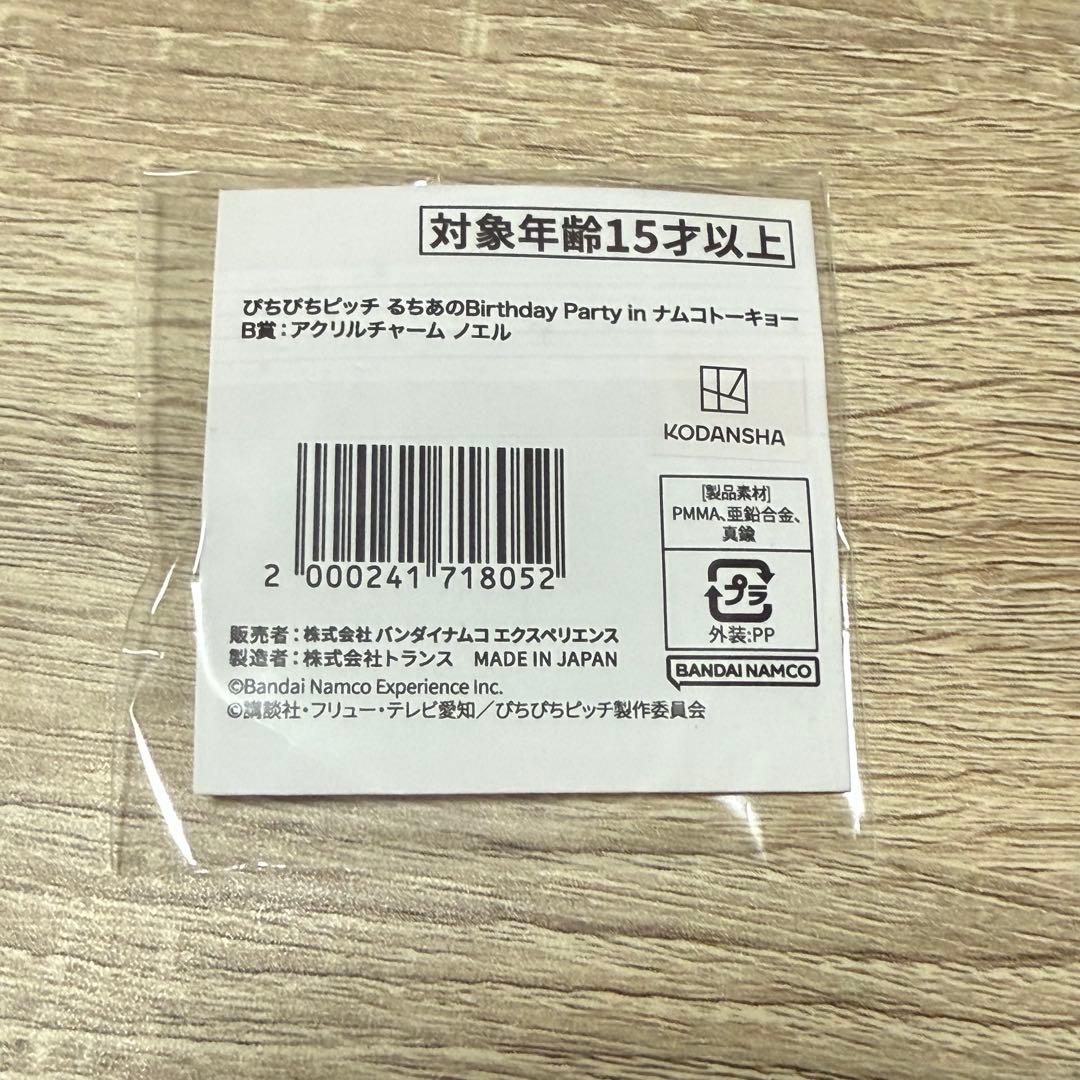 対象年齢15才以上
ぴちぴちピッチ るちあのBirthday Party in ナムコトーキョー
B賞：アクリルチャーム ノエル
KODANSHA
[製品素材]
PMMA、亜鉛合金、
真鍮
プラ
外装:PP
BANDAI NAMCO
2 000241 718052
販売者：株式会社 バンダイナムコ エクスペリエンス
製造者：株式会社トランス MADE IN JAPAN
©Bandai Namco Experience Inc.
©講談社・フリュー・テレビ愛知／ぴちぴちピッチ製作委員会